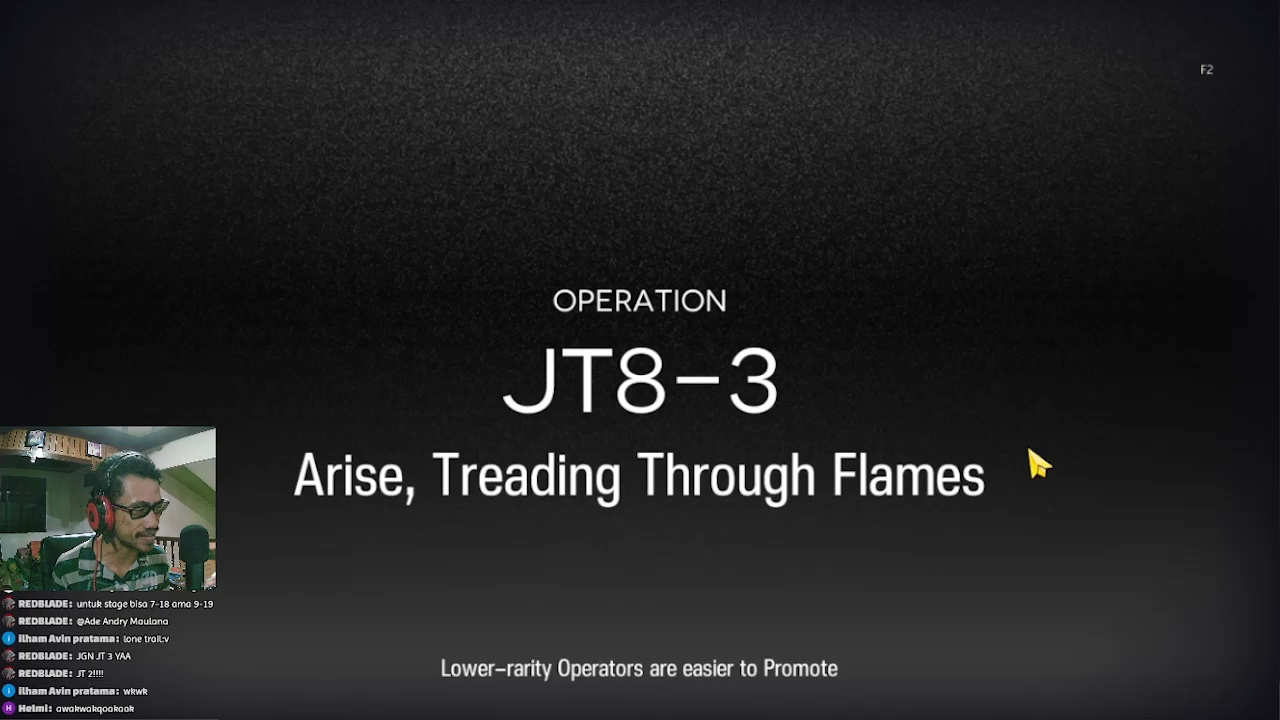 F2
OPERATION
JT8-3
Arise, Treading Through Flames
REDBLADE: untuk stage bisa 7-18 ama 9-19
REDBLADE: @Ade Andry Maulana
Ilham Avin pratama: lone trail:v
REDBLADE: JGN JT 3 YAA
REDBLADE: JT 2!!!!
Ilham Avin pratama: wkwk
Helmi: awakwakqoakaok
Lower-rarity Operators are easier to Promote